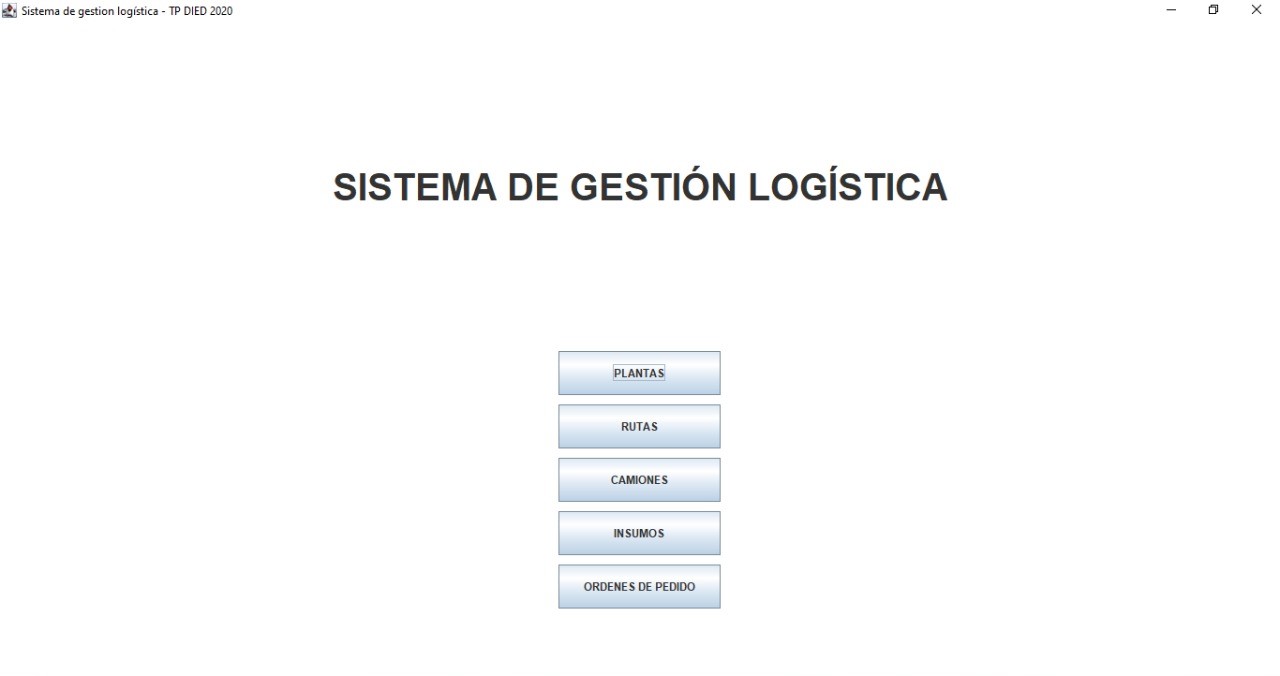 Sistema de gestion logística - TP DIED 2020
SISTEMA DE GESTIÓN LOGÍSTICA
PLANTAS
RUTAS
CAMIONES
INSUMOS
ORDENES DE PEDIDO